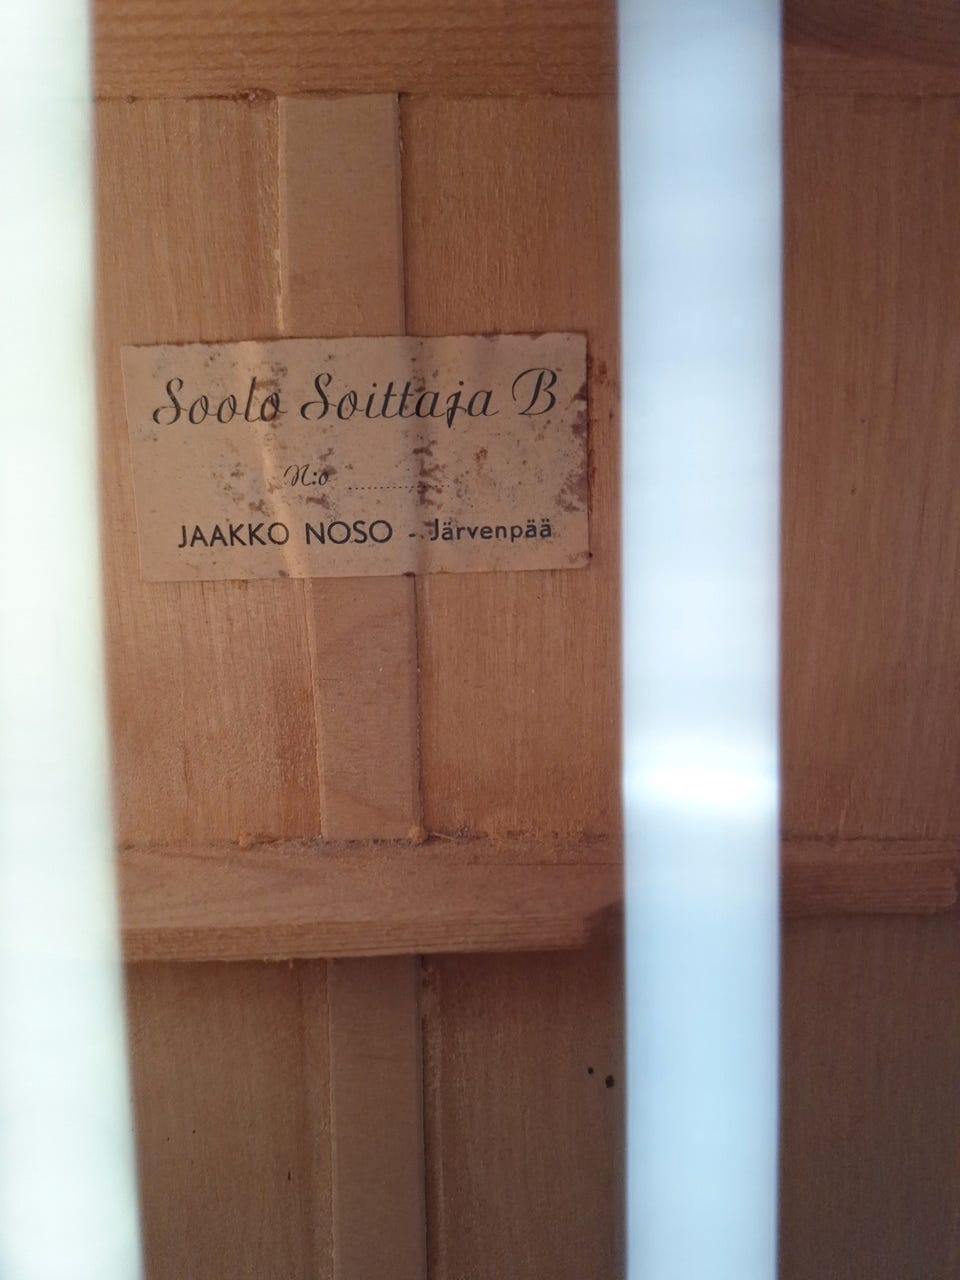 Soolo Soittaja B
N:o ....................
JAAKKO NOSO - Järvenpää